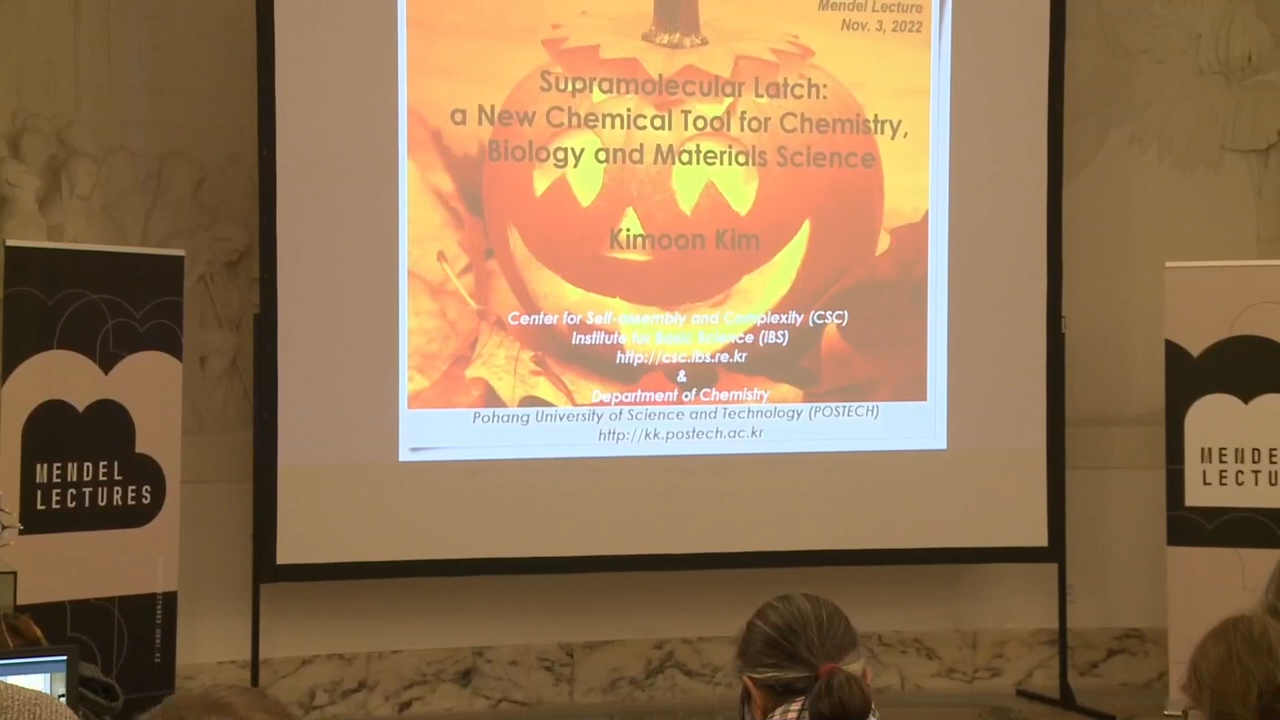 Mendel Lecture
Nov. 3, 2022
Supramolecular Latch:
a New Chemical Tool for Chemistry,
Biology and Materials Science
Kimoon Kim
Center for Self-assembly and Complexity (CSC)
Institute for Basic Science (IBS)
http://csc.ibs.re.kr
&
Department of Chemistry
Pohang University of Science and Technology (POSTECH)
http://kk.postech.ac.kr
MENDEL
LECTURES
MENDE
LECTU